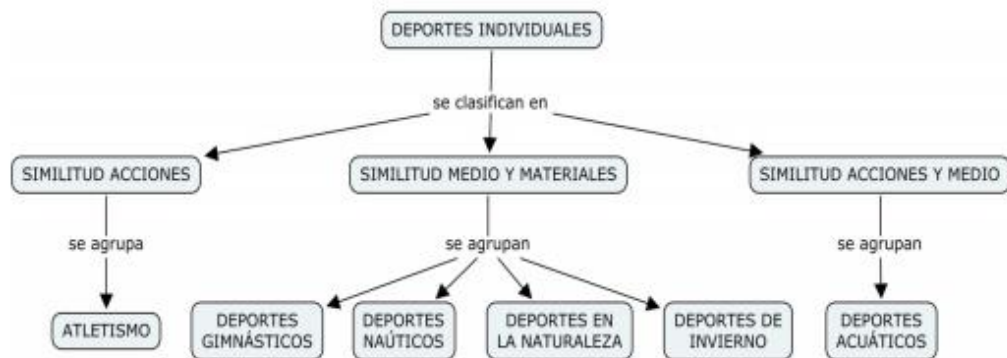 DEPORTES INDIVIDUALES
se clasifican en
SIMILITUD ACCIONES
SIMILITUD MEDIO Y MATERIALES
SIMILITUD ACCIONES Y MEDIO
se agrupa
se agrupan
se agrupan
ATLETISMO
DEPORTES
GIMNÁSTICOS
DEPORTES
NAÚTICOS
DEPORTES EN
LA NATURALEZA
DEPORTES DE
INVIERNO
DEPORTES
ACUÁTICOS